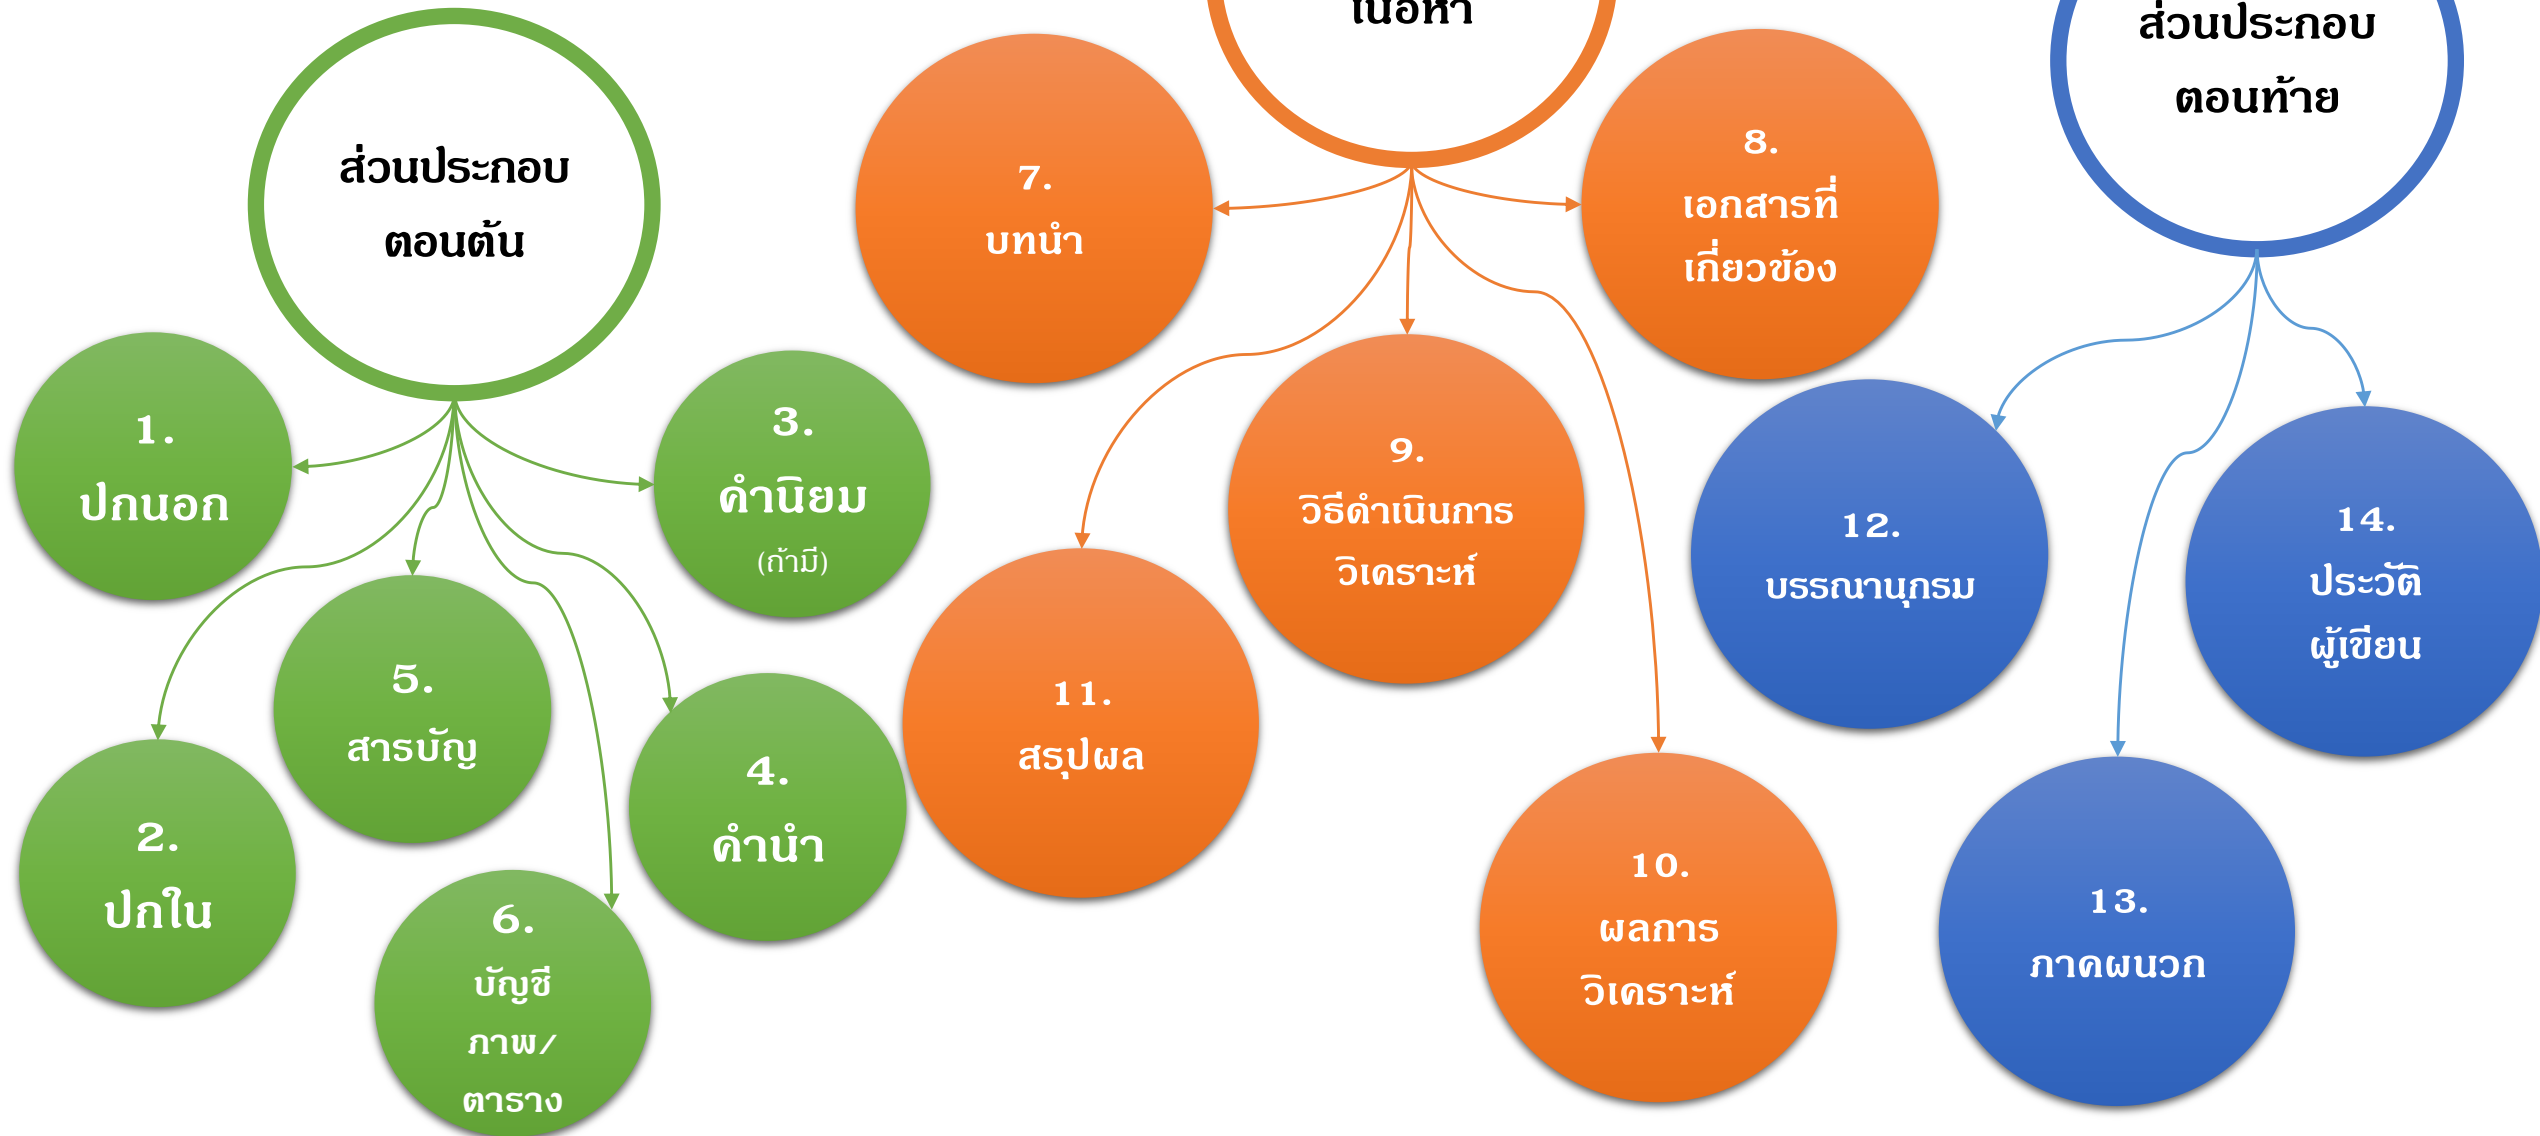 ส่วนประกอบ
ตอนต้น
1.
ปกนอก
2.
ปกใน
3.
คำนิยม
(ถ้ามี)
4.
คำนำ
5.
สารบัญ
6.
บัญชี
ภาพ/
ตาราง
เนื้อหา
7.
บทนำ
8.
เอกสารที่
เกี่ยวข้อง
9.
วิธีดำเนินการ
วิเคราะห์
10.
ผลการ
วิเคราะห์
11.
สรุปผล
ส่วนประกอบ
ตอนท้าย
12.
บรรณานุกรม
13.
ภาคผนวก
14.
ประวัติ
ผู้เขียน